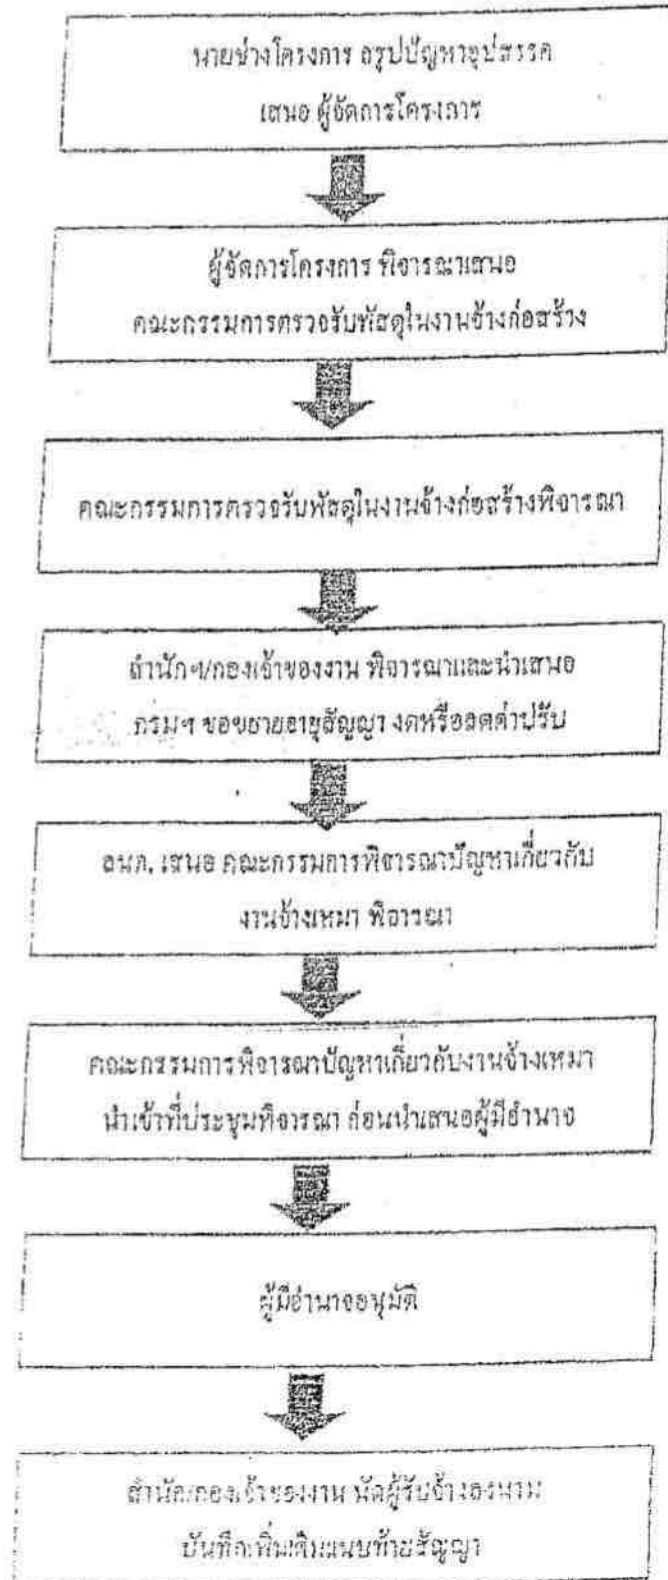 นายช่างโครงการ สรุปปัญหาอุปสรรค
เสนอ ผู้จัดการโครงการ
ผู้จัดการโครงการ พิจารณาเสนอ
คณะกรรมการตรวจรับพัสดุในงานจ้างก่อสร้าง
คณะกรรมการตรวจรับพัสดุในงานจ้างก่อสร้างพิจารณา
สำนักฯ/กองเจ้าของงาน พิจารณาและนำเสนอ
กรมฯ ขอขยายอายุสัญญา งดหรือลดค่าปรับ
เสนอ คณะกรรมการพิจารณาปัญหาเกี่ยวกับ
งานจ้างเหมา พิจารณา
คณะกรรมการพิจารณาปัญหาเกี่ยวกับงานจ้างเหมา
นำเข้าที่ประชุมพิจารณา ก่อนนำเสนอผู้มีอำนาจ
ผู้มีอำนาจอนุมัติ
สำนัก/กองเจ้าของงาน นัดผู้รับจ้างลงนาม
บันทึกเพิ่มเติมแนบท้ายสัญญา